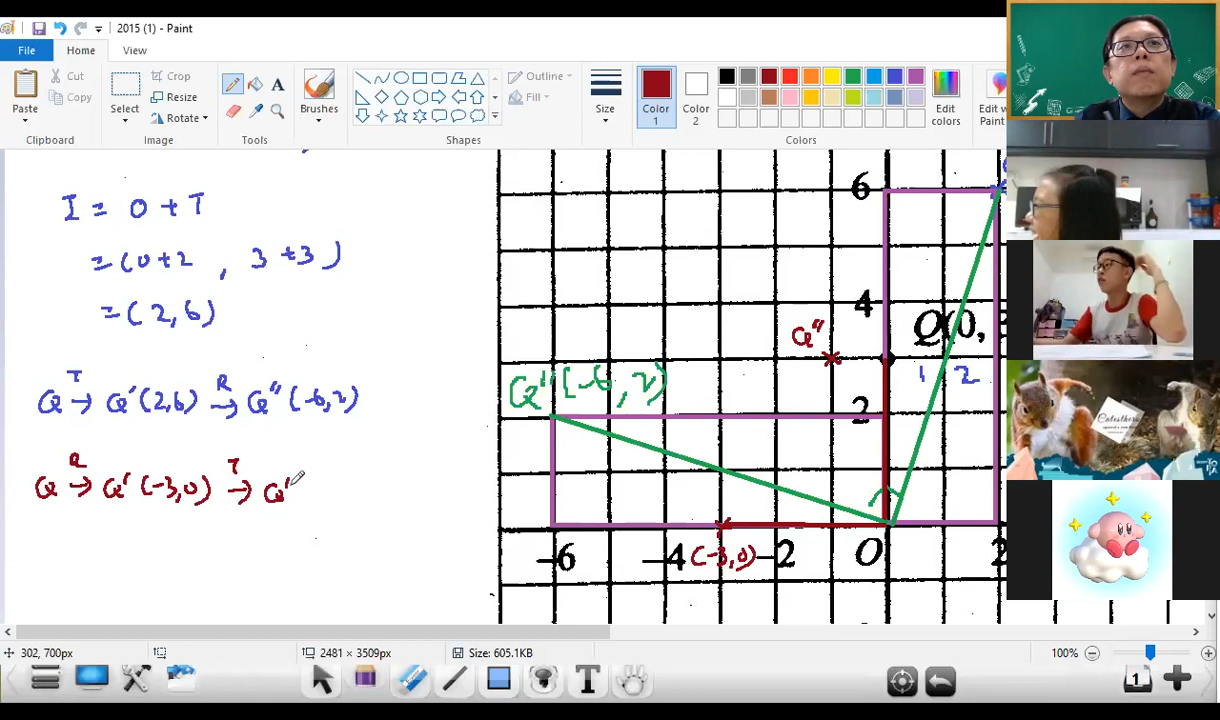 2015 (1) - Paint
File
Home
View
Paste
Cut
Copy
Clipboard
Select
Crop
Resize
Rotate
Image
Tools
Brushes
Outline
Fill
Shapes
Size
Color 1
Color 2
Edit colors
Colors
I = 0 + T
= (0+2 , 3+3)
= (2,6)
Q T→ Q'(2,6) R→ Q"(-6,2)
Q R→ Q'(-3,0) T→ Q'
6
4
Q"
Q(0,
1 2
Q"(-6,2)
2
-6
-4
(-3,0)
-2
O
2
302, 700px
2481 × 3509px
Size: 605.1KB
100%
1